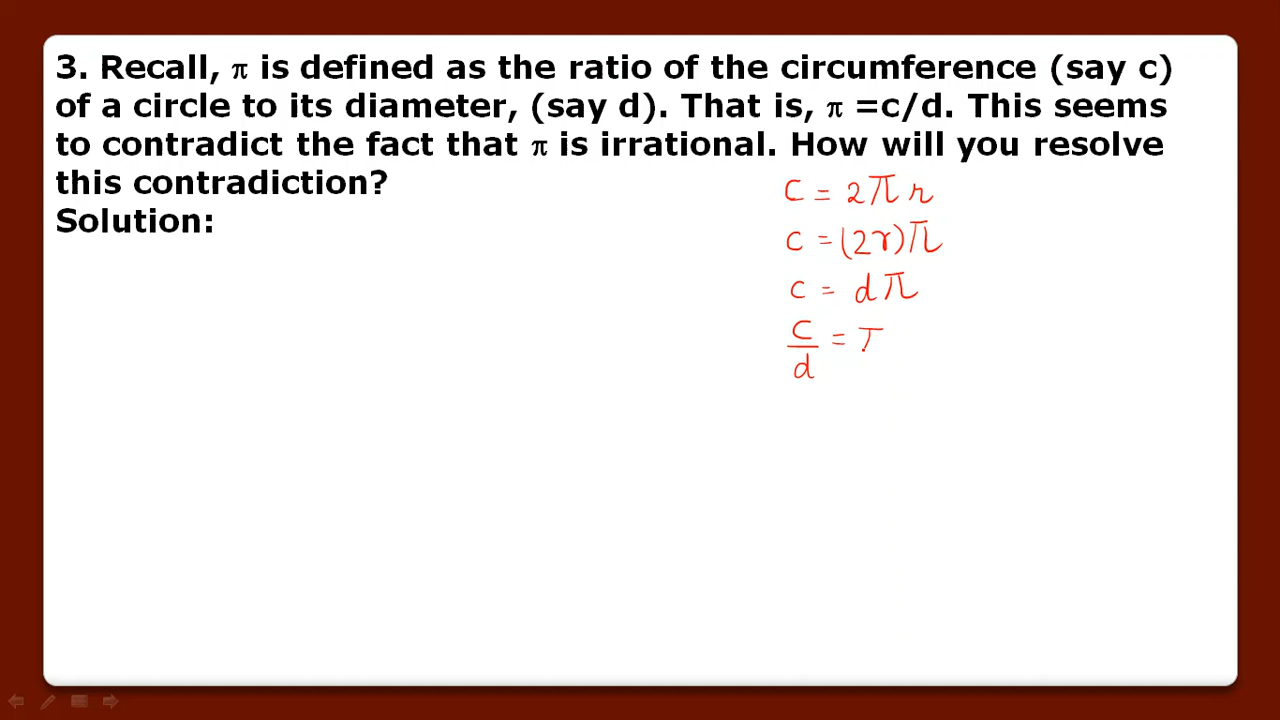 3. Recall, π is defined as the ratio of the circumference (say c)
of a circle to its diameter, (say d). That is, π =c/d. This seems
to contradict the fact that π is irrational. How will you resolve
this contradiction?
Solution:
C = 2πr
C = (2r)π
C = dπ
C/d = T